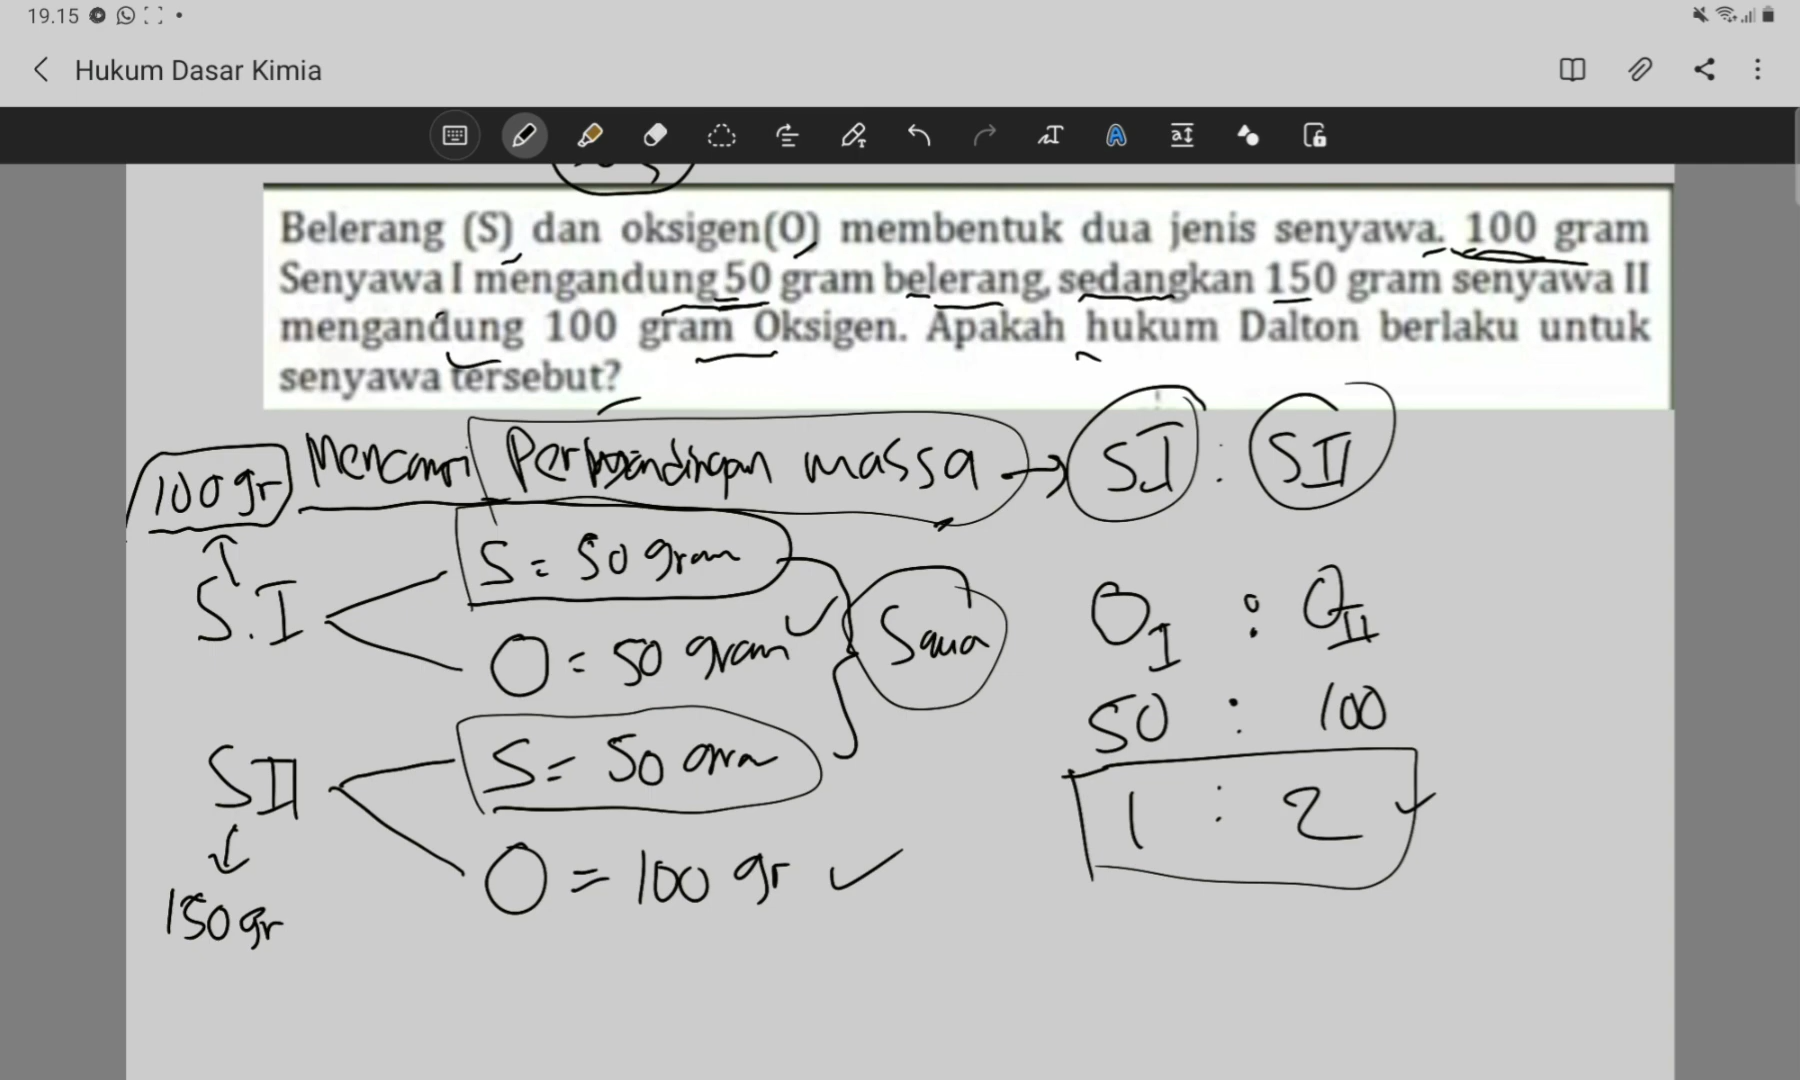 19.15
Hukum Dasar Kimia
Belerang (S) dan oksigen(O) membentuk dua jenis senyawa. 100 gram
Senyawa I mengandung 50 gram belerang, sedangkan 150 gram senyawa II
mengandung 100 gram Oksigen. Apakah hukum Dalton berlaku untuk
senyawa tersebut?
100 gr Mencari Perbandingan massa → SI : SII
S.I
S = 50 gram
O = 50 gram
Sama
SII
S = 50 gram
O = 100 gr
150 gr
O I : O II
50 : 100
1 : 2